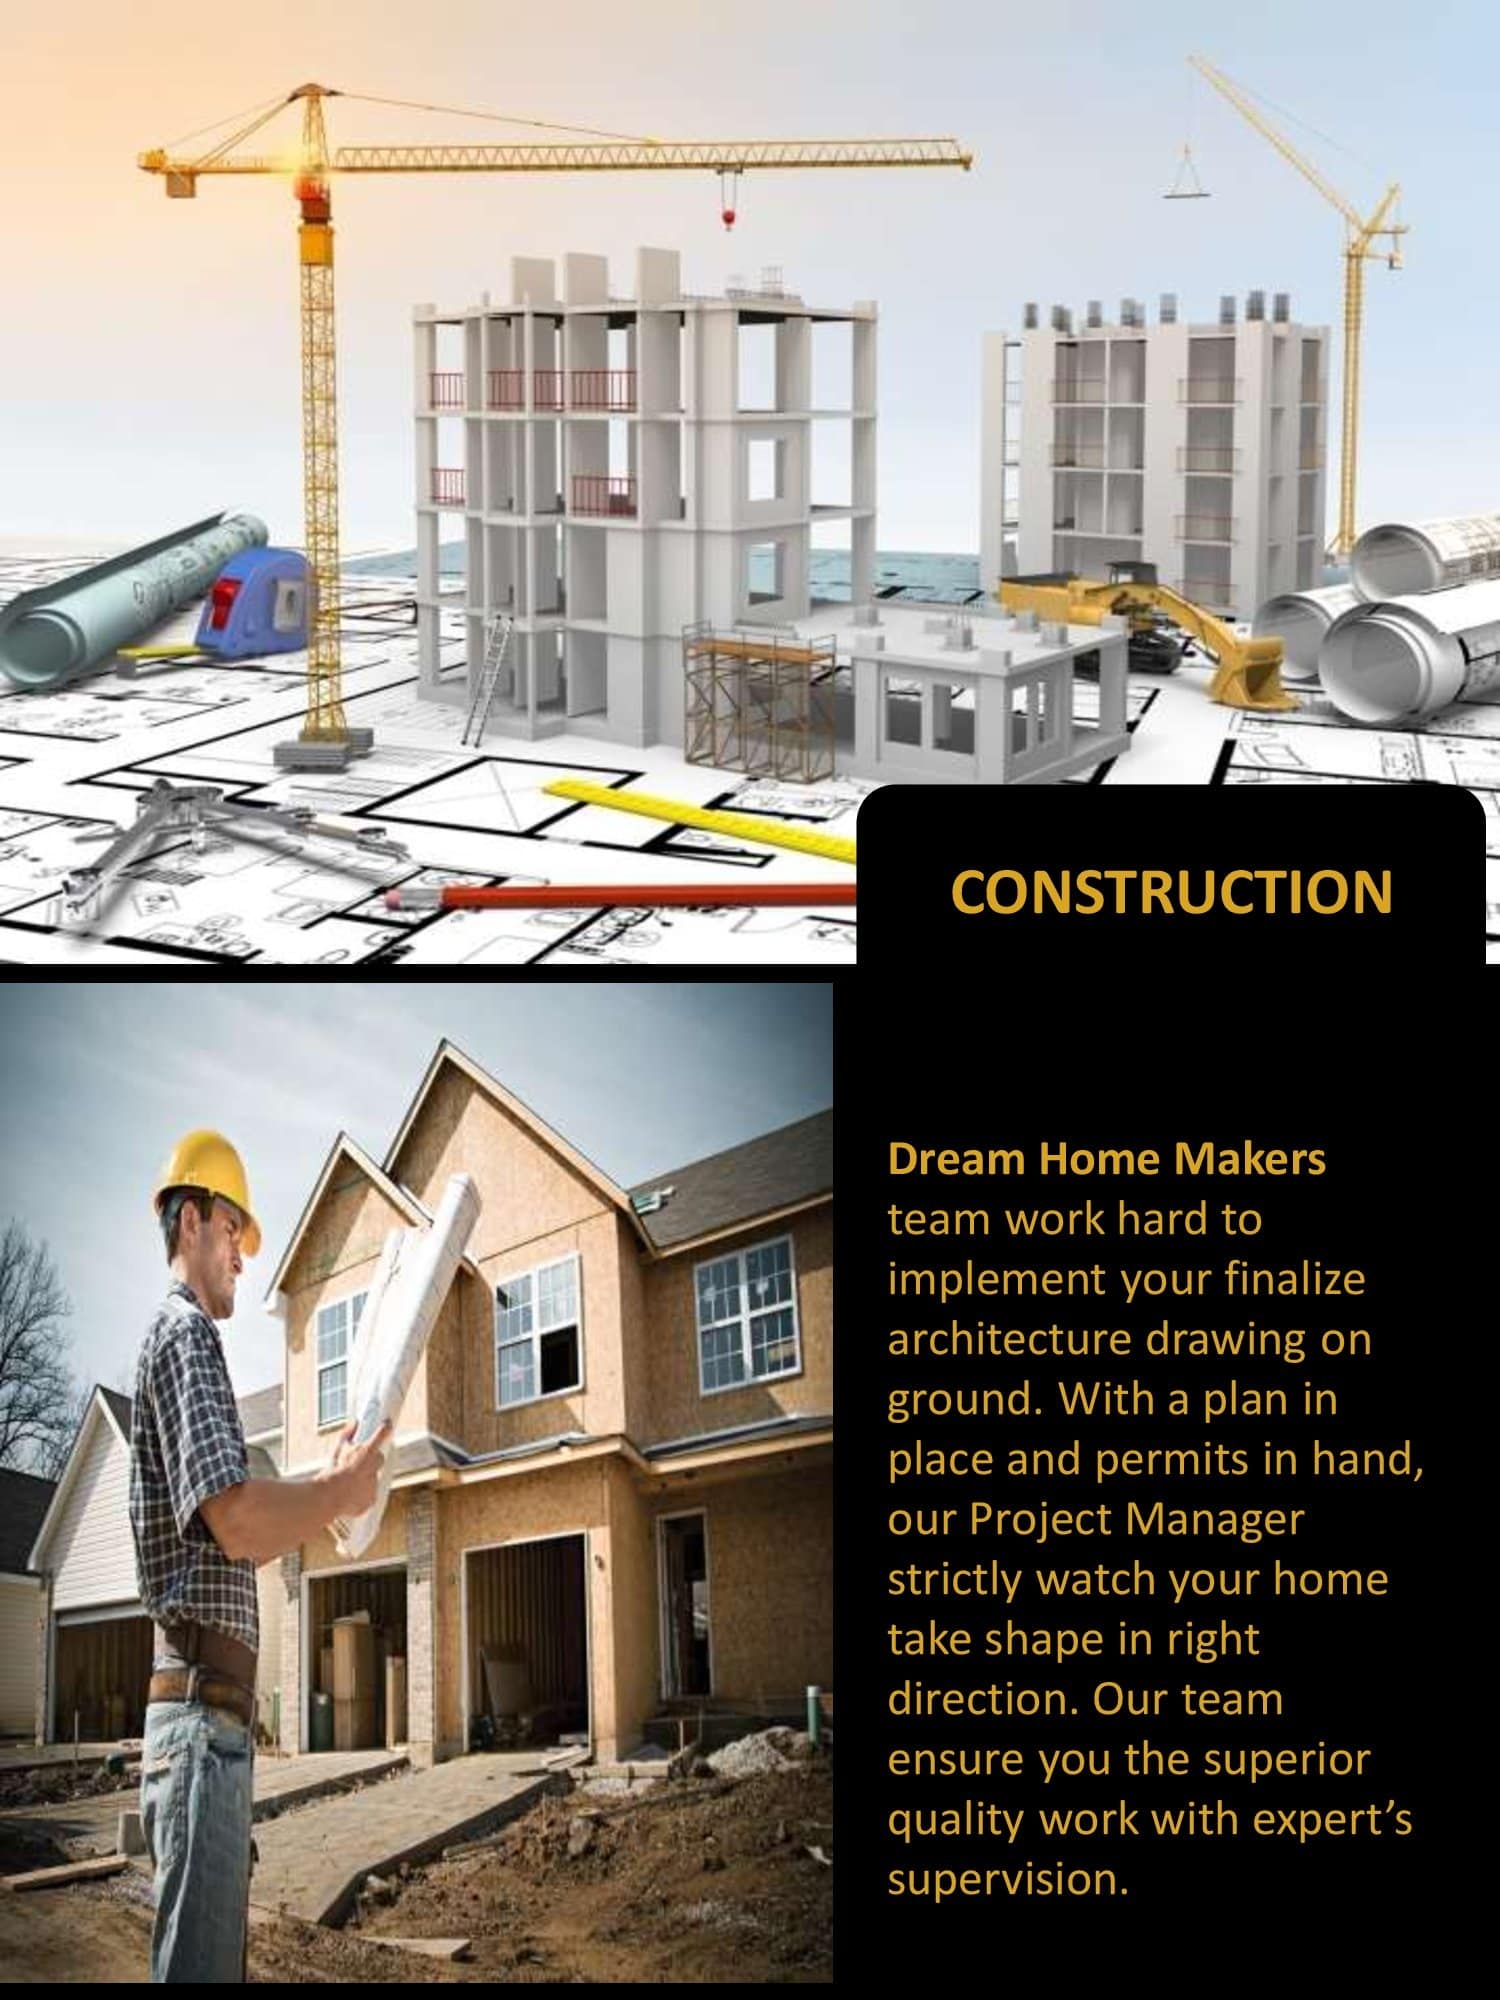 CONSTRUCTION
Dream Home Makers
team work hard to
implement your finalize
architecture drawing on
ground. With a plan in
place and permits in hand,
our Project Manager
strictly watch your home
take shape in right
direction. Our team
ensure you the superior
quality work with expert’s
supervision.